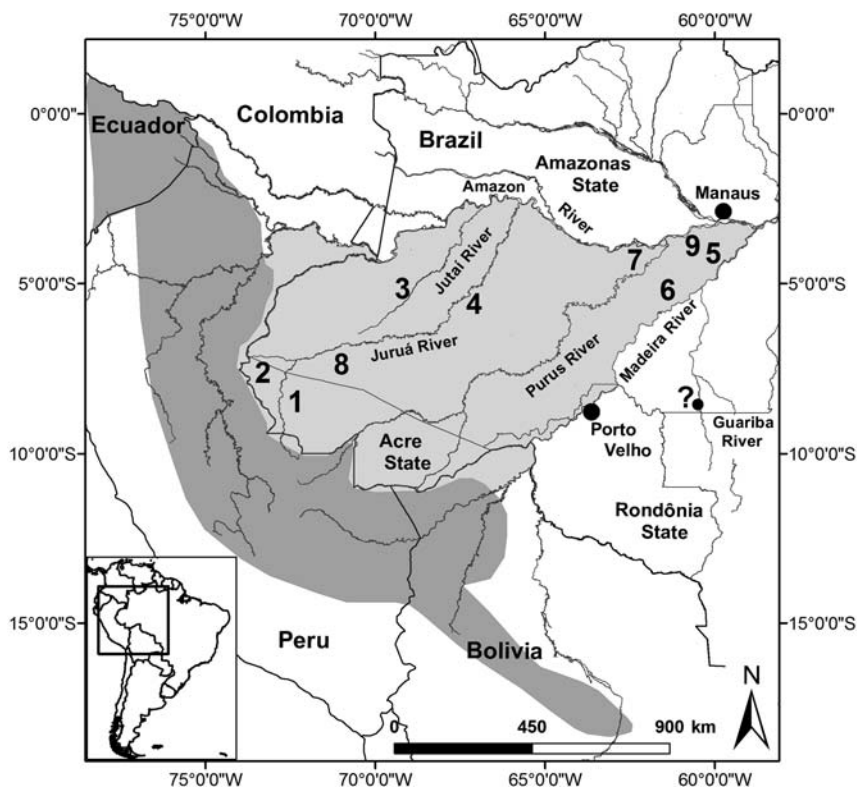 75°0'0"W 70°0'0"W 65°0'0"W 60°0'0"W
0°0'0"
0°0'0"
Ecuador
Colombia
Brazil
Amazonas
State
Amazon
River
Manaus
5°0'0"S
5°0'0"S
3
Jutaí River
4
7
9
5
6
2
8
Juruá River
1
Purus River
Madeira River
?
Guariba
River
Acre
State
Porto
Velho
10°0'0"S
10°0'0"S
Rondônia
State
15°0'0"S
15°0'0"S
Peru
Bolivia
N
0 450 900 km
75°0'0"W 70°0'0"W 65°0'0"W 60°0'0"W